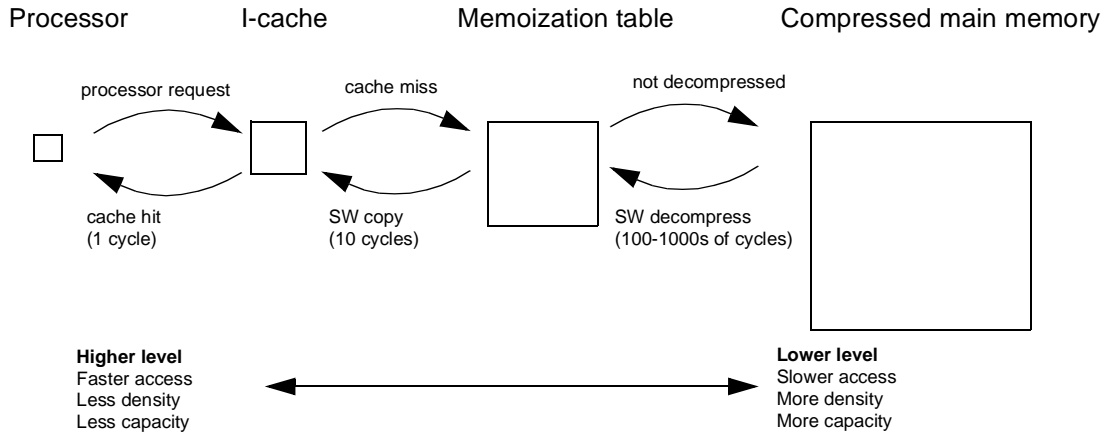 Processor I-cache Memoization table Compressed main memory
processor request
cache miss
not decompressed
cache hit
(1 cycle)
SW copy
(10 cycles)
SW decompress
(100-1000s of cycles)
Higher level
Faster access
Less density
Less capacity
Lower level
Slower access
More density
More capacity